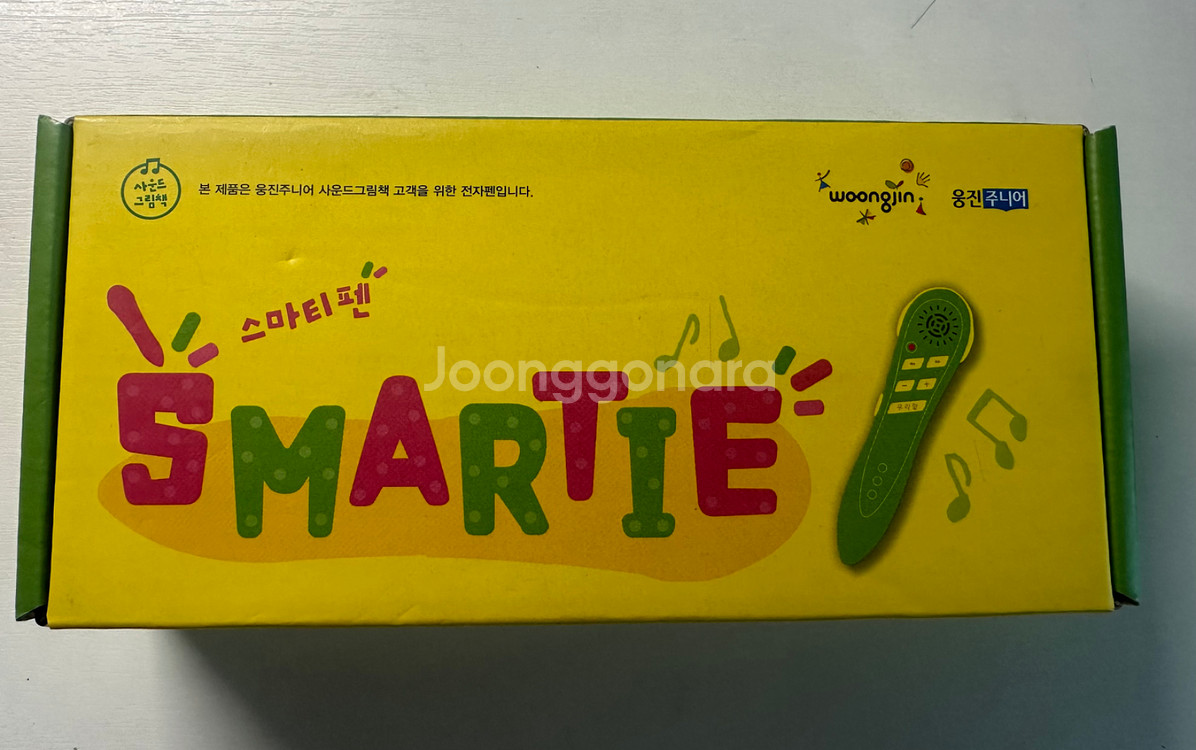 사운드
그림책
본 제품은 웅진주니어 사운드그림책 고객을 위한 전자펜입니다.
woongjin
웅진주니어
스마티펜
SMARTIE
Joonggonara